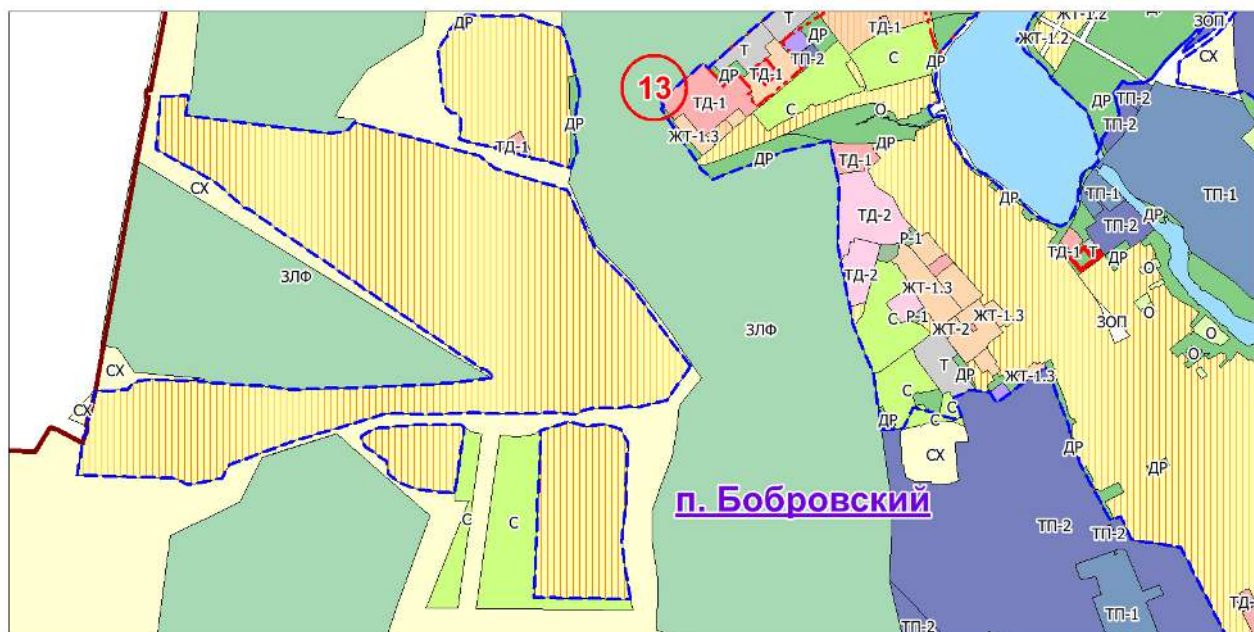 ДР
Т
ДР
ТД-1
ЖТ-1.2
ДР
ЗОП
Т
ТП-2
ЖТ-1.2
СХ
ДР
ТД-1
С
ДР
13
ТД-1
С
О
ДР
ТП-2
ТП-2
ДР
ТД-1
ЖТ-1.3
ДР
ДР
ТД-1
СХ
ДР
ТП-1
ТП-1
ТД-2
ДР
ТП-2
Р-1
ТД-1
Т
ДР
О
ЗЛФ
ТД-2
ЖТ-1.3
О
Р-1
С
ЖТ-1.3
ЗОП
ЗЛФ
ЖТ-2
О
О
СХ
Т
ДР
ЖТ-1.3
С
СХ
С
ДР
С
ДР
СХ
ДР
п. Бобровский
С
ТП-2
ТП-2
ТД-
ТП-1
ТП-2